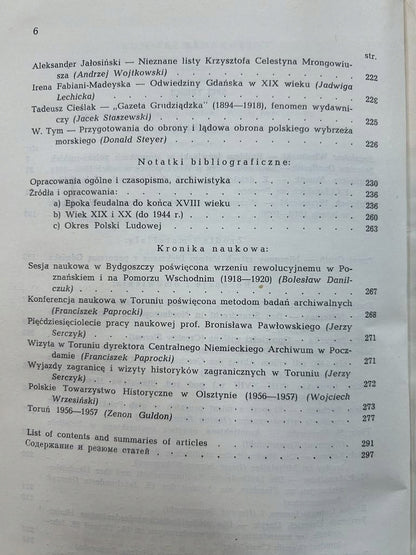 6
str.
Aleksander Jałosiński — Nieznane listy Krzysztofa Celestyna Mrongowiu-
sza (Andrzej Wojtkowski) . . . . . . . . . 222
Irena Fabiani-Madeyska — Odwiedziny Gdańska w XIX wieku (Jadwiga
Lechicka) . . . . . . . . . . . 222
Tadeusz Cieślak — „Gazeta Grudziądzka” (1894—1918), fenomen wydawni-
czy (Jacek Staszewski) . . . . . . . . . 225
W. Tym — Przygotowania do obrony i lądowa obrona polskiego wybrzeża
morskiego (Donald Steyer) . . . . . . . . . 226
Notatki bibliograficzne:
Opracowania ogólne i czasopisma, archiwistyka . . . . . . 230
Źródła i opracowania: . . . . . . . . . . 236
a) Epoka feudalna do końca XVIII wieku . . . . . . 236
b) Wiek XIX i XX (do 1944 r.) . . . . . . . . 260
c) Okres Polski Ludowej . . . . . . . . . 263
Kronika naukowa:
Sesja naukowa w Bydgoszczy poświęcona wrzeniu rewolucyjnemu w Po-
znańskiem i na Pomorzu Wschodnim (1918—1920) (Bolesław Danil-
czuk) . . . . . . . . . . . . 267
Konferencja naukowa w Toruniu poświęcona metodom badań archiwalnych
(Franciszek Paprocki) . . . . . . . . . 268
Pięćdziesięciolecie pracy naukowej prof. Bronisława Pawłowskiego (Jerzy
Serczyk) . . . . . . . . . . . 271
Wizyta w Toruniu dyrektora Centralnego Niemieckiego Archiwum w Pocz-
damie (Franciszek Paprocki) . . . . . . . . 271
Wyjazdy zagranicę i wizyty historyków zagranicznych w Toruniu (Jerzy
Serczyk) . . . . . . . . . . . 272
Polskie Towarzystwo Historyczne w Olsztynie (1956—1957) (Wojciech
Wrzesiński) . . . . . . . . . . . 273
Toruń 1956—1957 (Zenon Guldon) . . . . . . . . 277
List of contents and summaries of articles . . . . . . 291
Содержание и резюме статей . . . . . . . . . 297